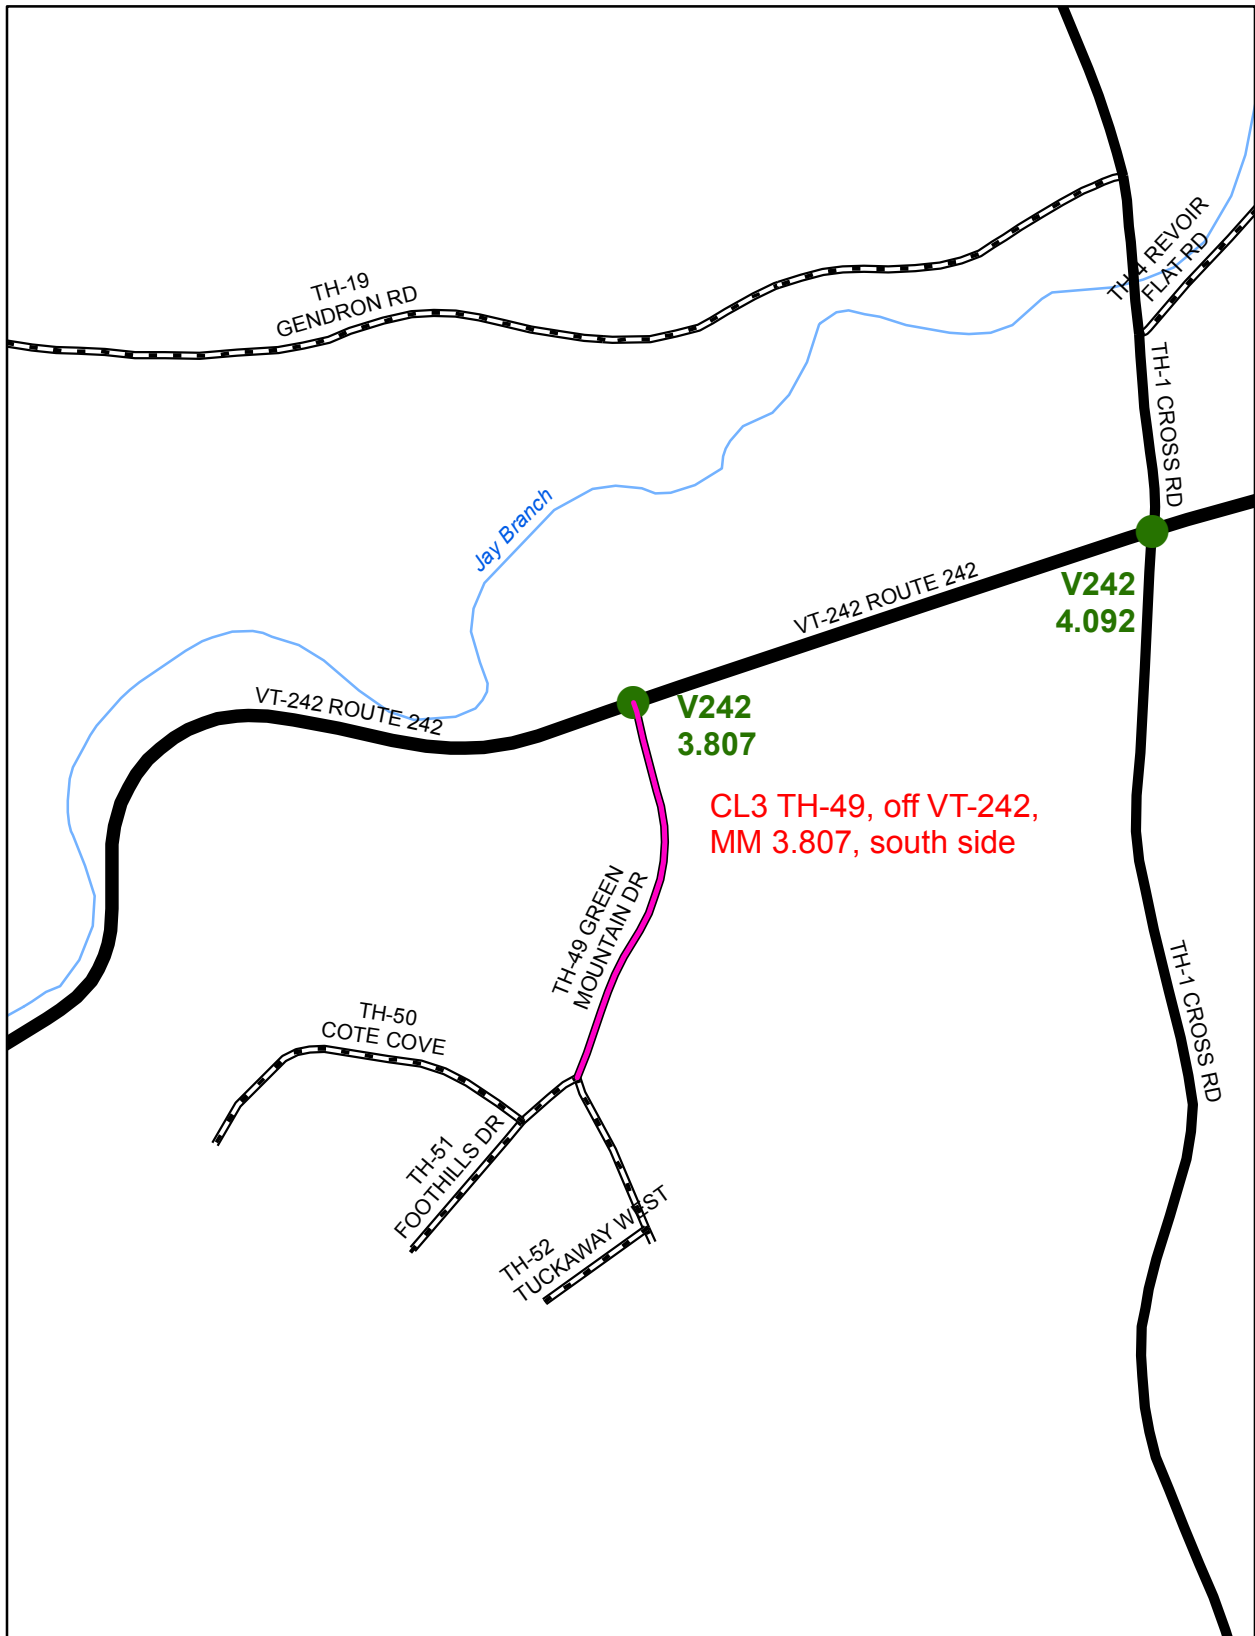 TH-19
GENDRON RD
TH-4 REVOIR
FLAT RD
TH-1 CROSS RD
Jay Branch
VT-242 ROUTE 242
V242
4.092
VT-242 ROUTE 242
V242
3.807
CL3 TH-49, off VT-242,
MM 3.807, south side
TH-49 GREEN
MOUNTAIN DR
TH-1 CROSS RD
TH-50
COTE COVE
TH-51
FOOTHILLS DR
TH-52
TUCKAWAY WEST